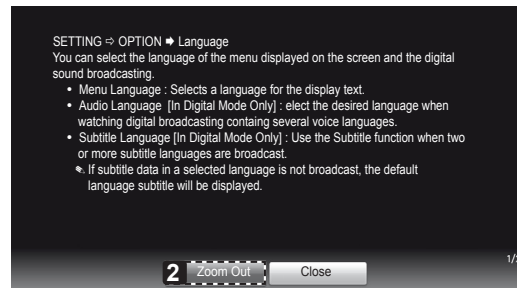 SETTING ⇨ OPTION ➡ Language
You can select the language of the menu displayed on the screen and the digital
sound broadcasting.
• Menu Language : Selects a language for the display text.
• Audio Language [In Digital Mode Only] : elect the desired language when
watching digital broadcasting containg several voice languages.
• Subtitle Language [In Digital Mode Only] : Use the Subtitle function when two
or more subtitle languages are broadcast.
✎ If subtitle data in a selected language is not broadcast, the default
language subtitle will be displayed.
1/
2 Zoom Out Close